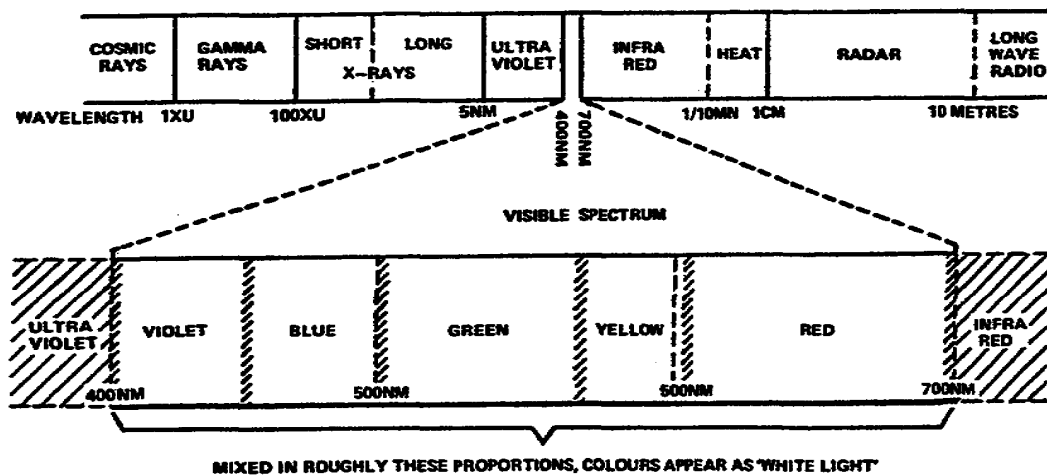 COSMIC RAYS
GAMMA RAYS
SHORT
LONG
X-RAYS
ULTRA VIOLET
INFRA RED
HEAT
RADAR
LONG WAVE RADIO
WAVELENGTH 1XU 100XU 5NM 400NM 700NM 1/10MN 1CM 10 METRES
VISIBLE SPECTRUM
ULTRA VIOLET
VIOLET
BLUE
GREEN
YELLOW
RED
INFRA RED
400NM 500NM 500NM 700NM
MIXED IN ROUGHLY THESE PROPORTIONS, COLOURS APPEAR AS 'WHITE LIGHT'